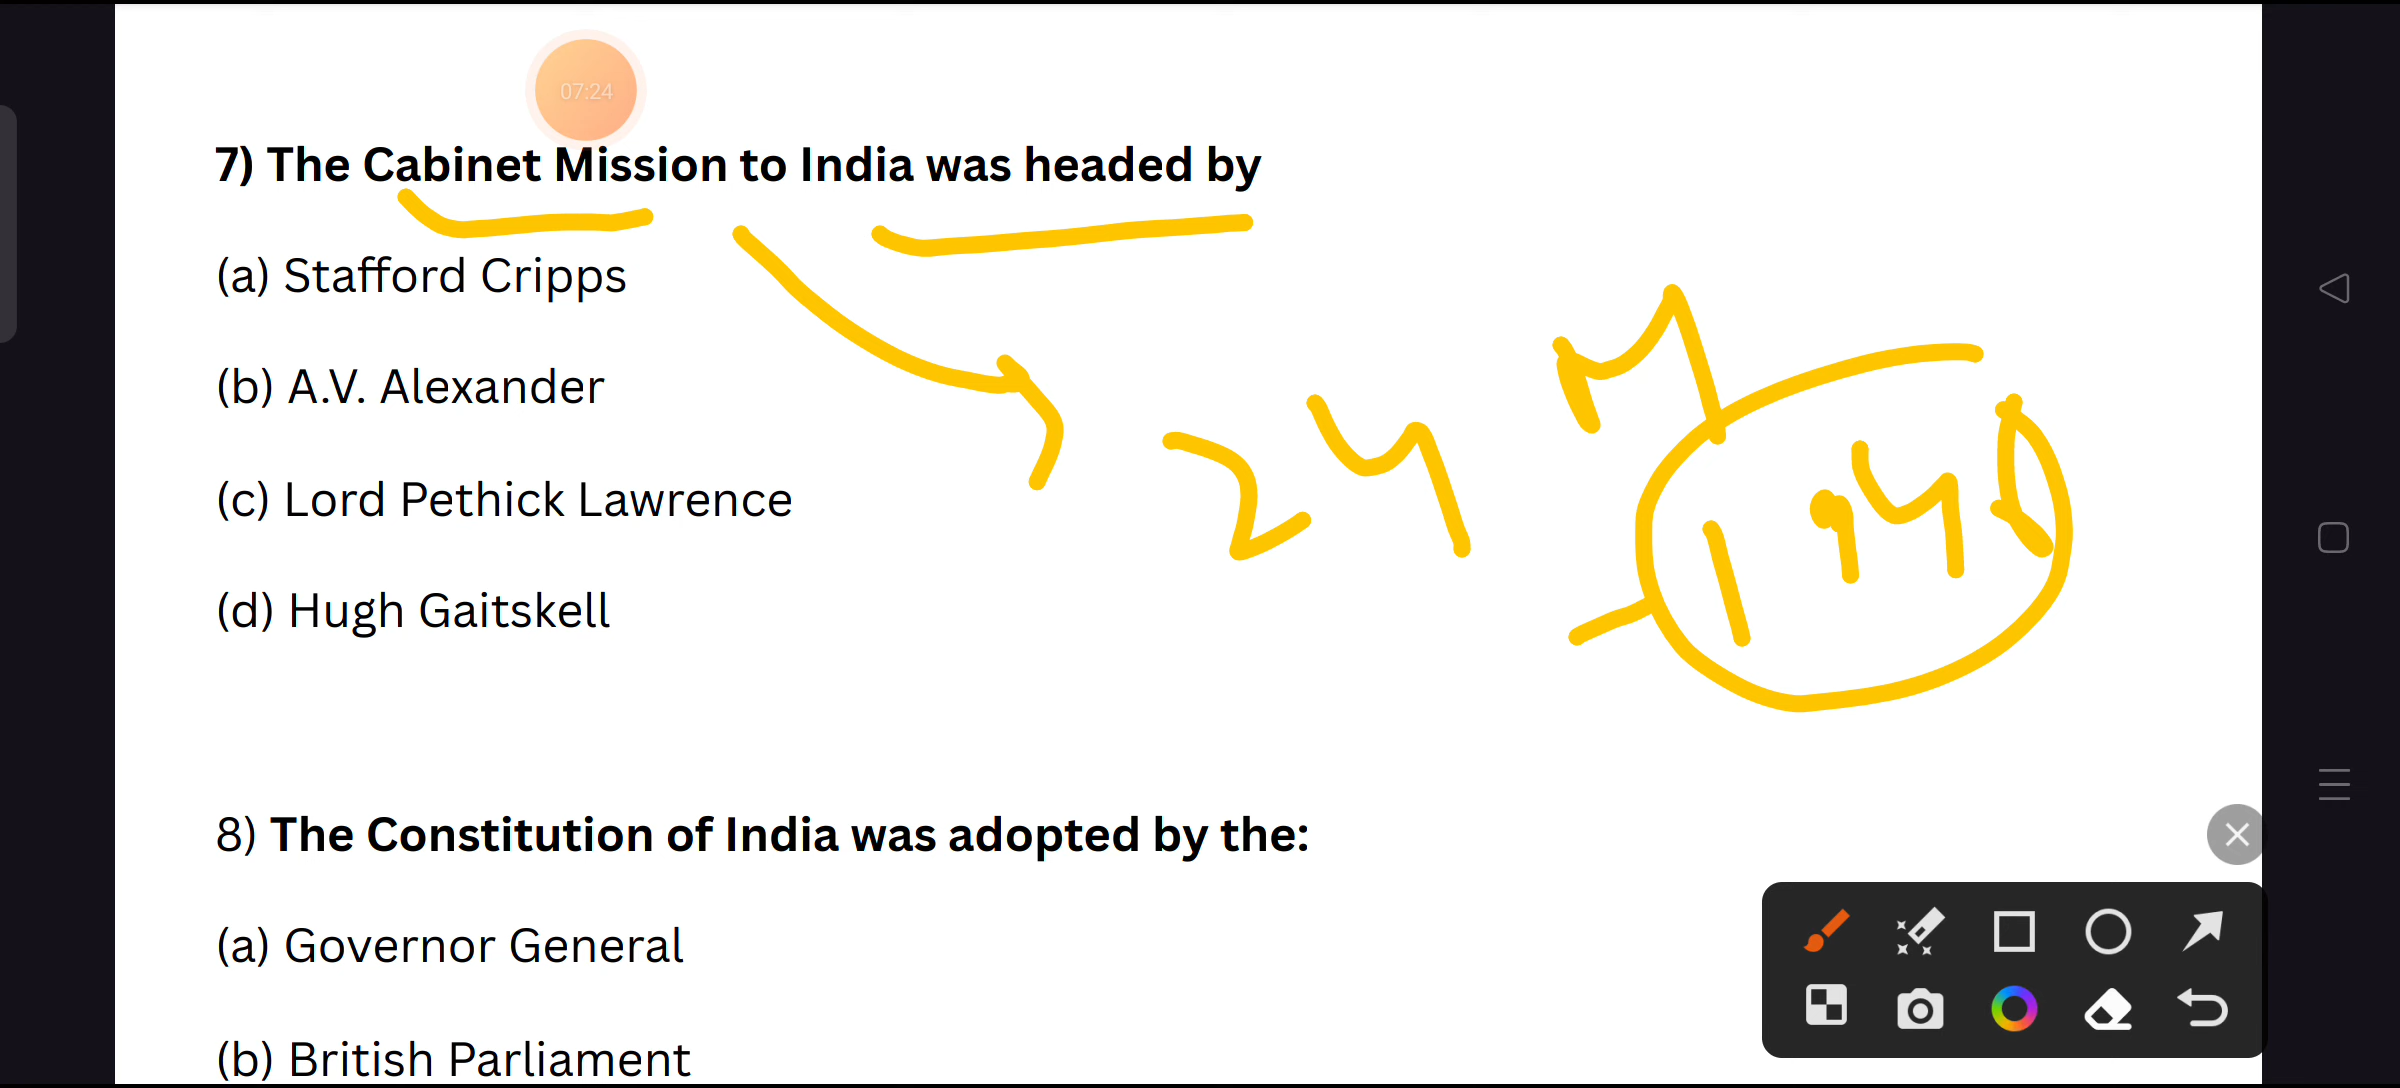 07:24
7) The Cabinet Mission to India was headed by
(a) Stafford Cripps
(b) A.V. Alexander
(c) Lord Pethick Lawrence
(d) Hugh Gaitskell
24 M
8) The Constitution of India was adopted by the:
(a) Governor General
(b) British Parliament